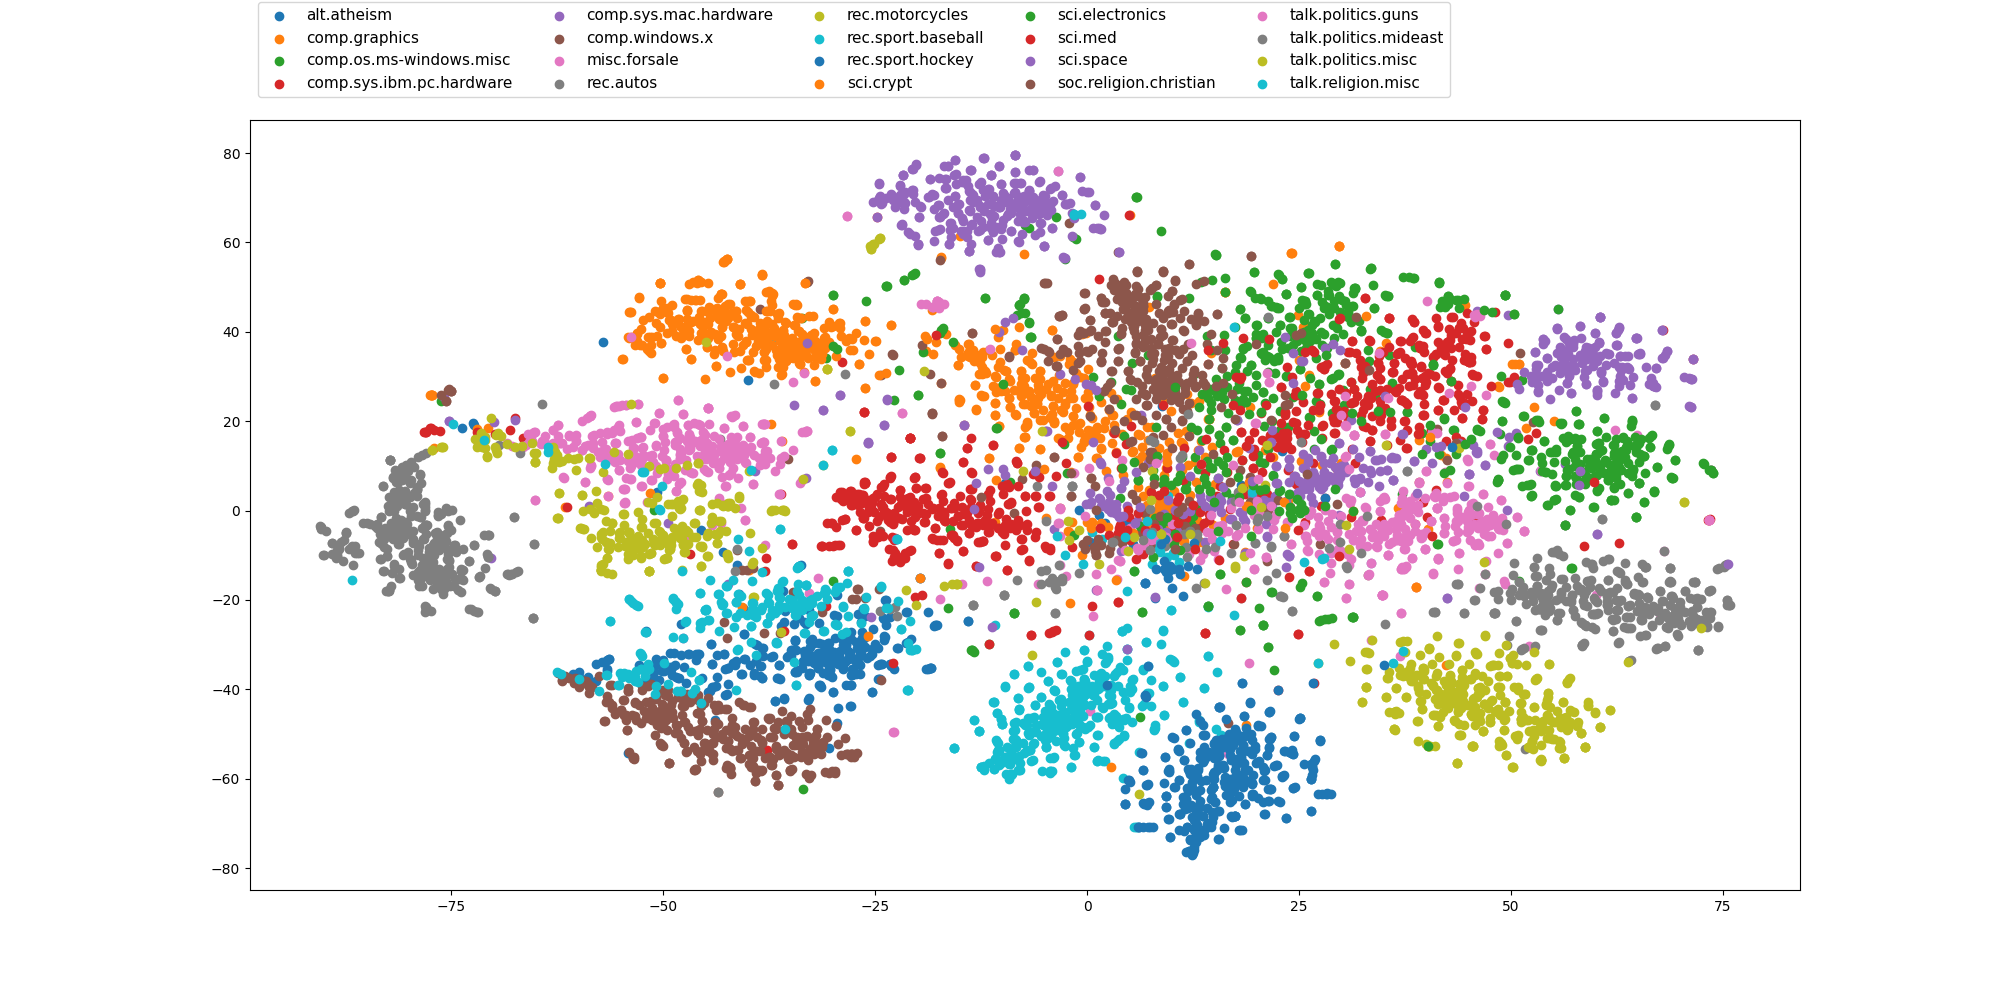 alt.atheism comp.sys.mac.hardware rec.motorcycles sci.electronics talk.politics.guns
comp.graphics comp.windows.x rec.sport.baseball sci.med talk.politics.mideast
comp.os.ms-windows.misc misc.forsale rec.sport.hockey sci.space talk.politics.misc
comp.sys.ibm.pc.hardware rec.autos sci.crypt soc.religion.christian talk.religion.misc
80
60
40
20
0
−20
−40
−60
−80
−75 −50 −25 0 25 50 75